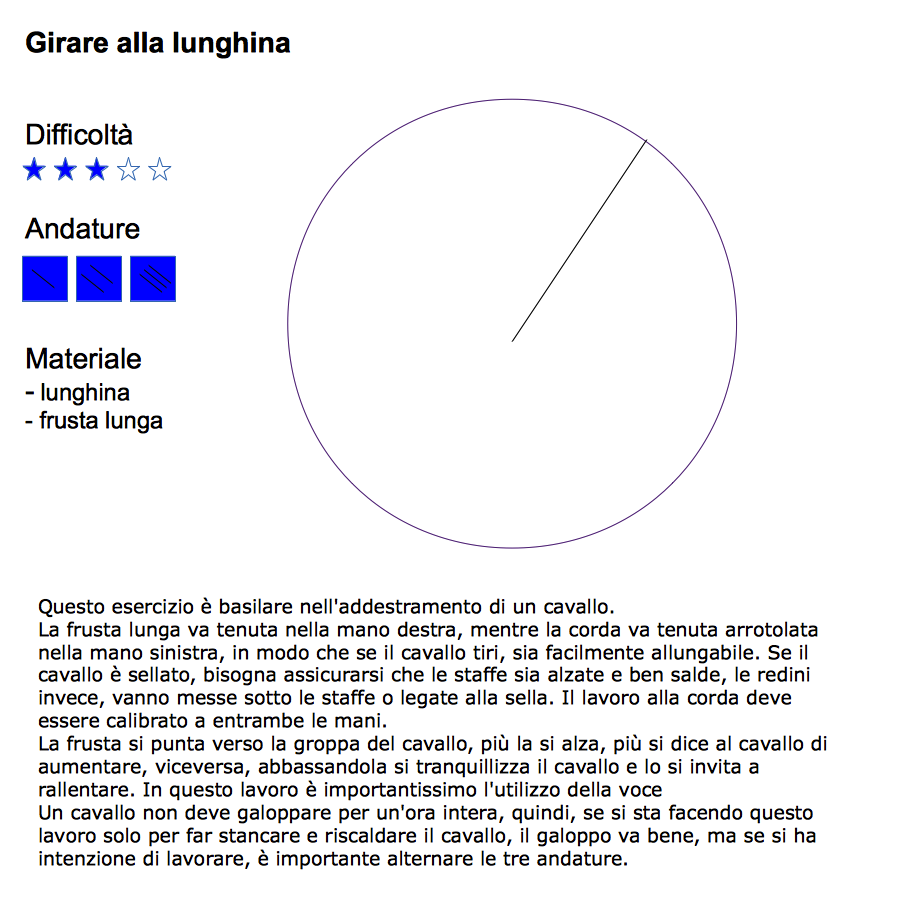 Girare alla lunghina
Difficoltà
Andature
Materiale
- lunghina
- frusta lunga
Questo esercizio è basilare nell'addestramento di un cavallo.
La frusta lunga va tenuta nella mano destra, mentre la corda va tenuta arrotolata
nella mano sinistra, in modo che se il cavallo tiri, sia facilmente allungabile. Se il
cavallo è sellato, bisogna assicurarsi che le staffe sia alzate e ben salde, le redini
invece, vanno messe sotto le staffe o legate alla sella. Il lavoro alla corda deve
essere calibrato a entrambe le mani.
La frusta si punta verso la groppa del cavallo, più la si alza, più si dice al cavallo di
aumentare, viceversa, abbassandola si tranquillizza il cavallo e lo si invita a
rallentare. In questo lavoro è importantissimo l'utilizzo della voce
Un cavallo non deve galoppare per un'ora intera, quindi, se si sta facendo questo
lavoro solo per far stancare e riscaldare il cavallo, il galoppo va bene, ma se si ha
intenzione di lavorare, è importante alternare le tre andature.